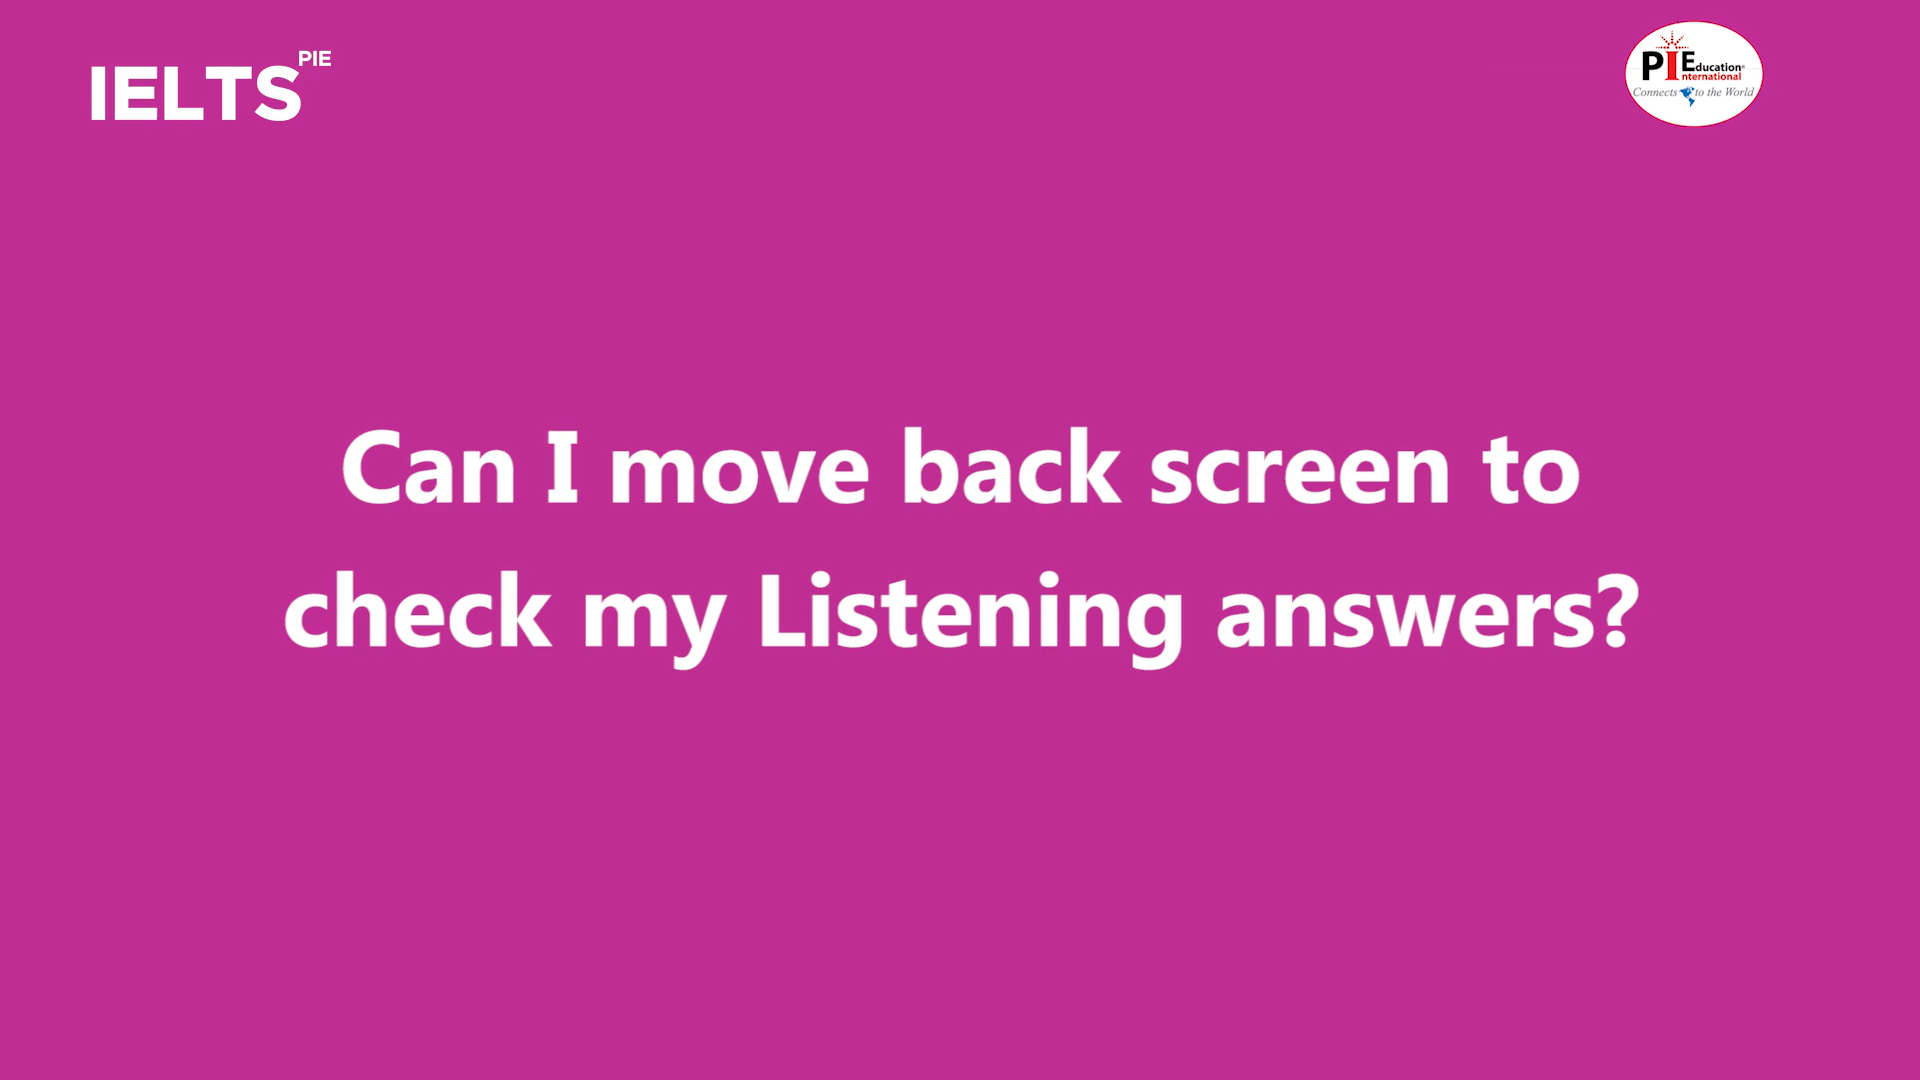 IELTS PIE
PIEducation®
International
Connects to the World
Can I move back screen to
check my Listening answers?